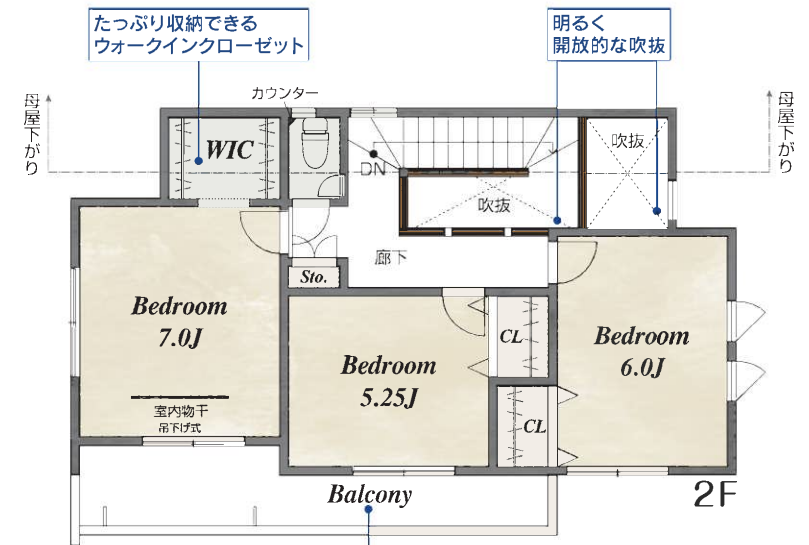 たっぷり収納できる
ウォークインクローゼット
明るく
開放的な吹抜
カウンター
母屋下がり
母屋下がり
WIC
DN
吹抜
吹抜
廊下
Sto.
Bedroom
7.0J
Bedroom
5.25J
CL
Bedroom
6.0J
CL
室内物干
吊下げ式
Balcony
2F